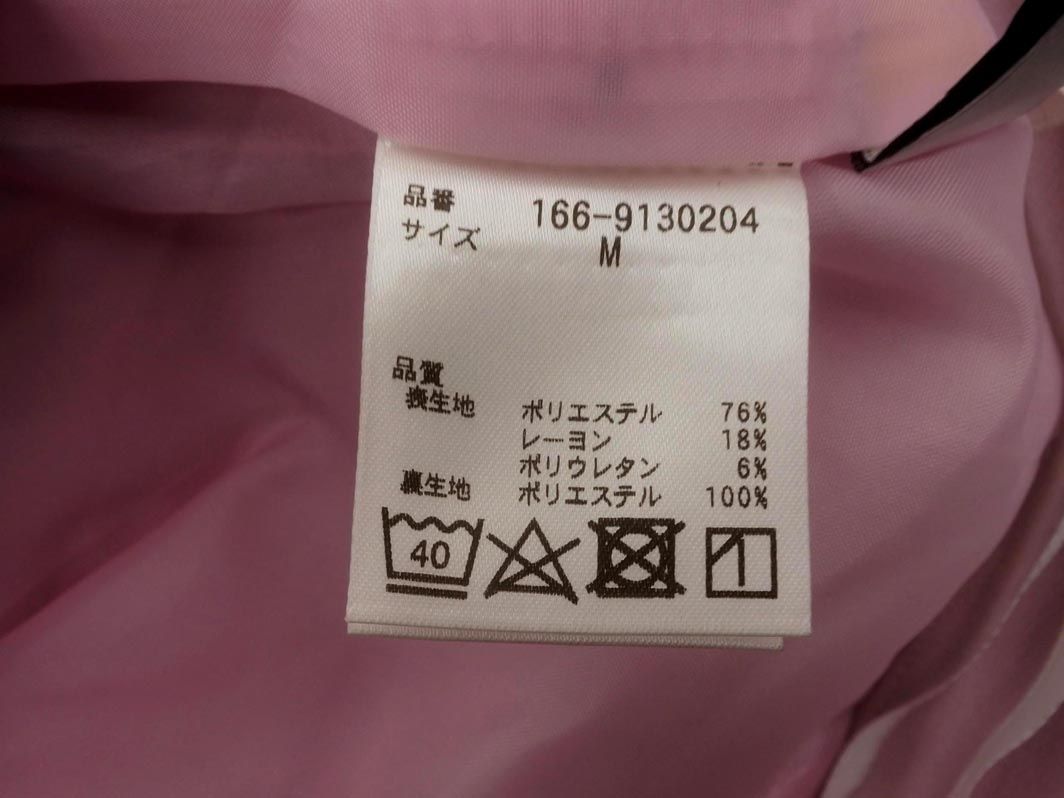 品番 166-9130204
サイズ M
品質
表生地 ポリエステル 76%
レーヨン 18%
ポリウレタン 6%
裏生地 ポリエステル 100%
40